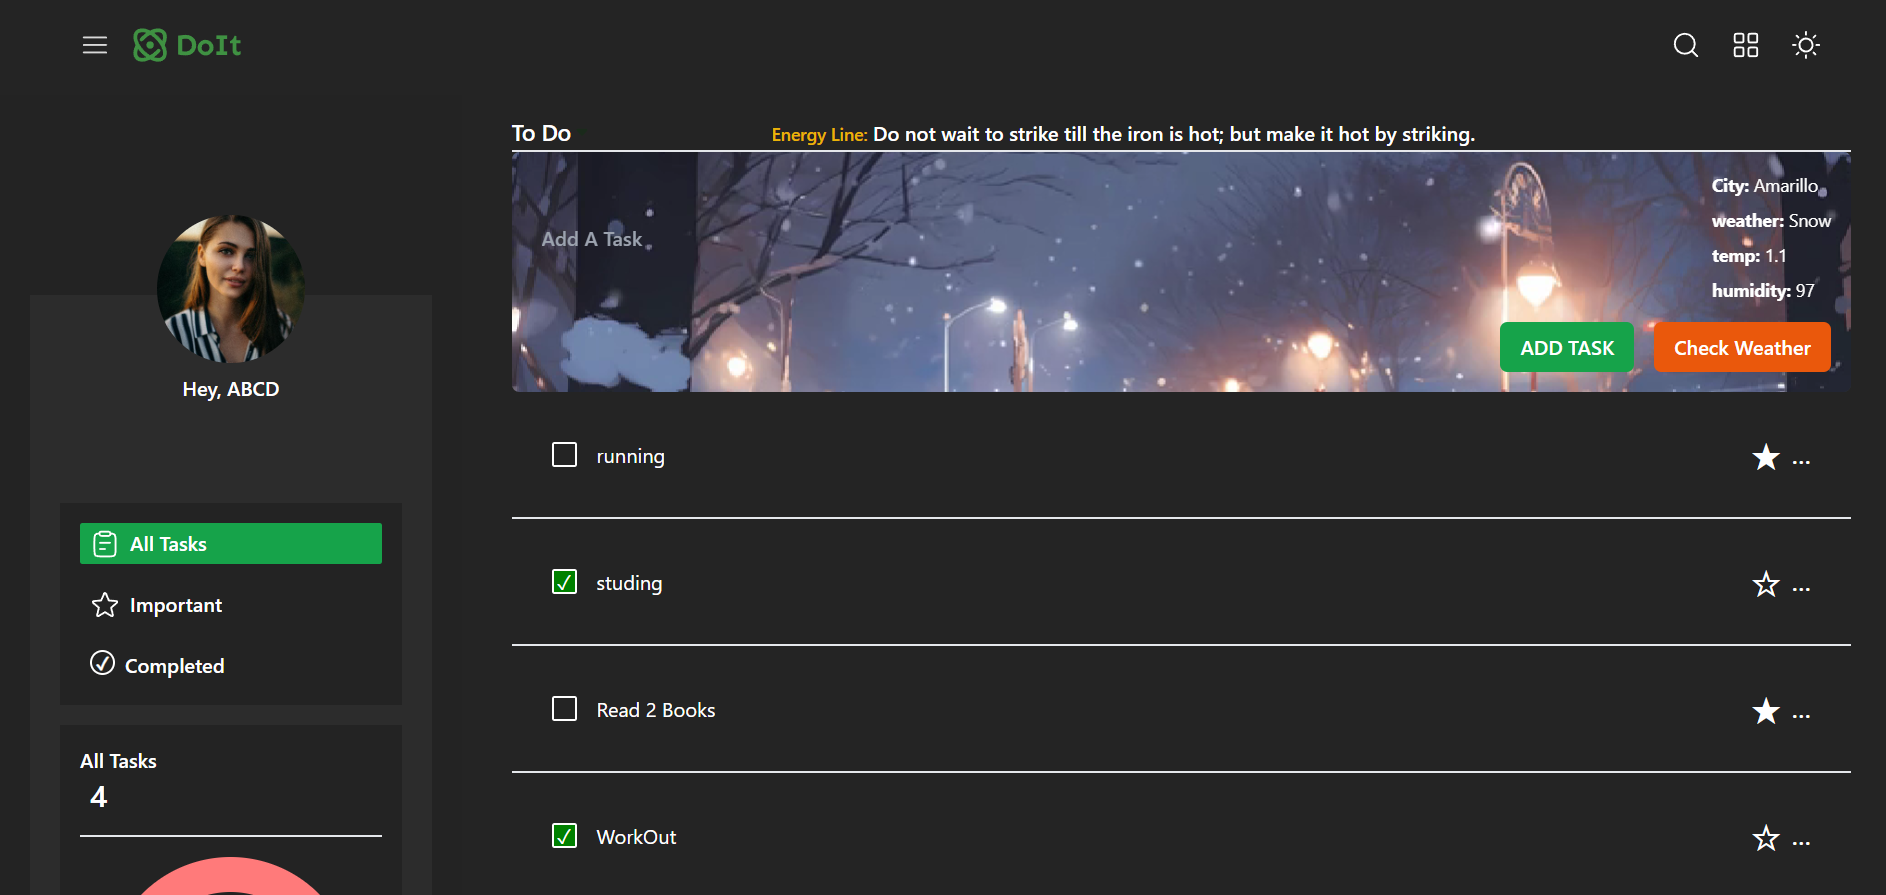 DoIt
To Do
Energy Line: Do not wait to strike till the iron is hot; but make it hot by striking.
City: Amarillo
weather: Snow
temp: 1.1
humidity: 97
Add A Task
ADD TASK
Check Weather
Hey, ABCD
All Tasks
Important
Completed
All Tasks
4
running
...
studing
...
Read 2 Books
...
WorkOut
...